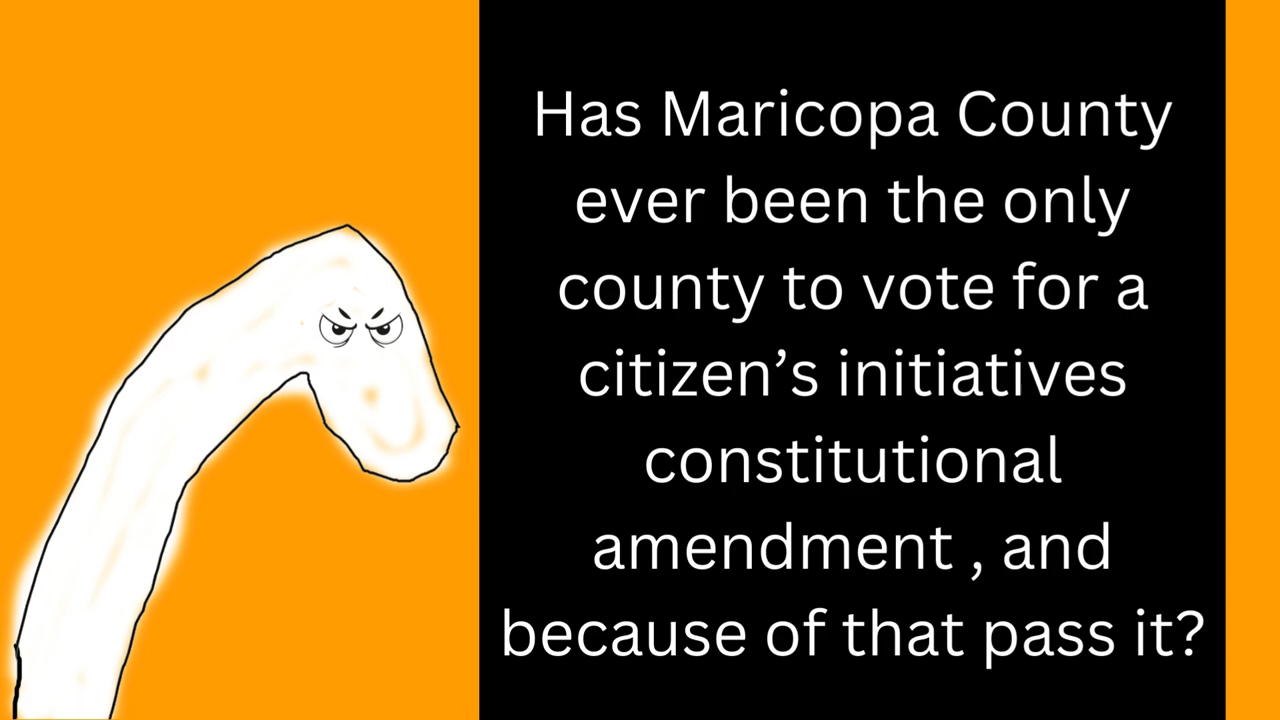 Has Maricopa County
ever been the only
county to vote for a
citizen’s initiatives
constitutional
amendment , and
because of that pass it?